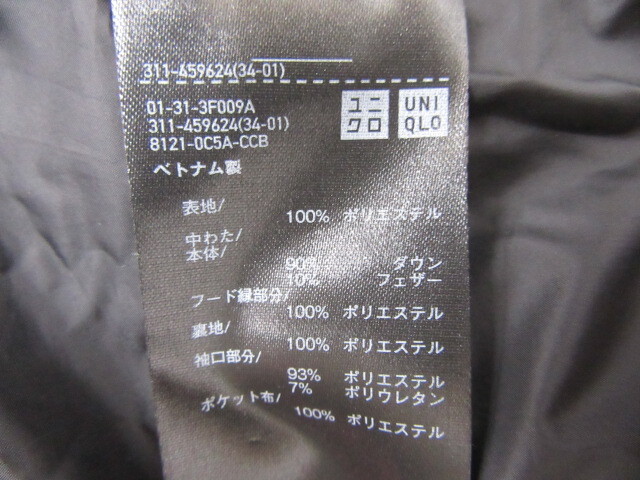 311-459624(34-01)
01-31-3F009A
311-459624(34-01)
8121-0C5A-CCB
ユニ
クロ
UNI
QLO
ベトナム製
表地/
100% ポリエステル
中わた/
本体/
90% ダウン
10% フェザー
フード縁部分/
100% ポリエステル
裏地/
100% ポリエステル
袖口部分/
93% ポリエステル
7% ポリウレタン
ポケット布/
100% ポリエステル